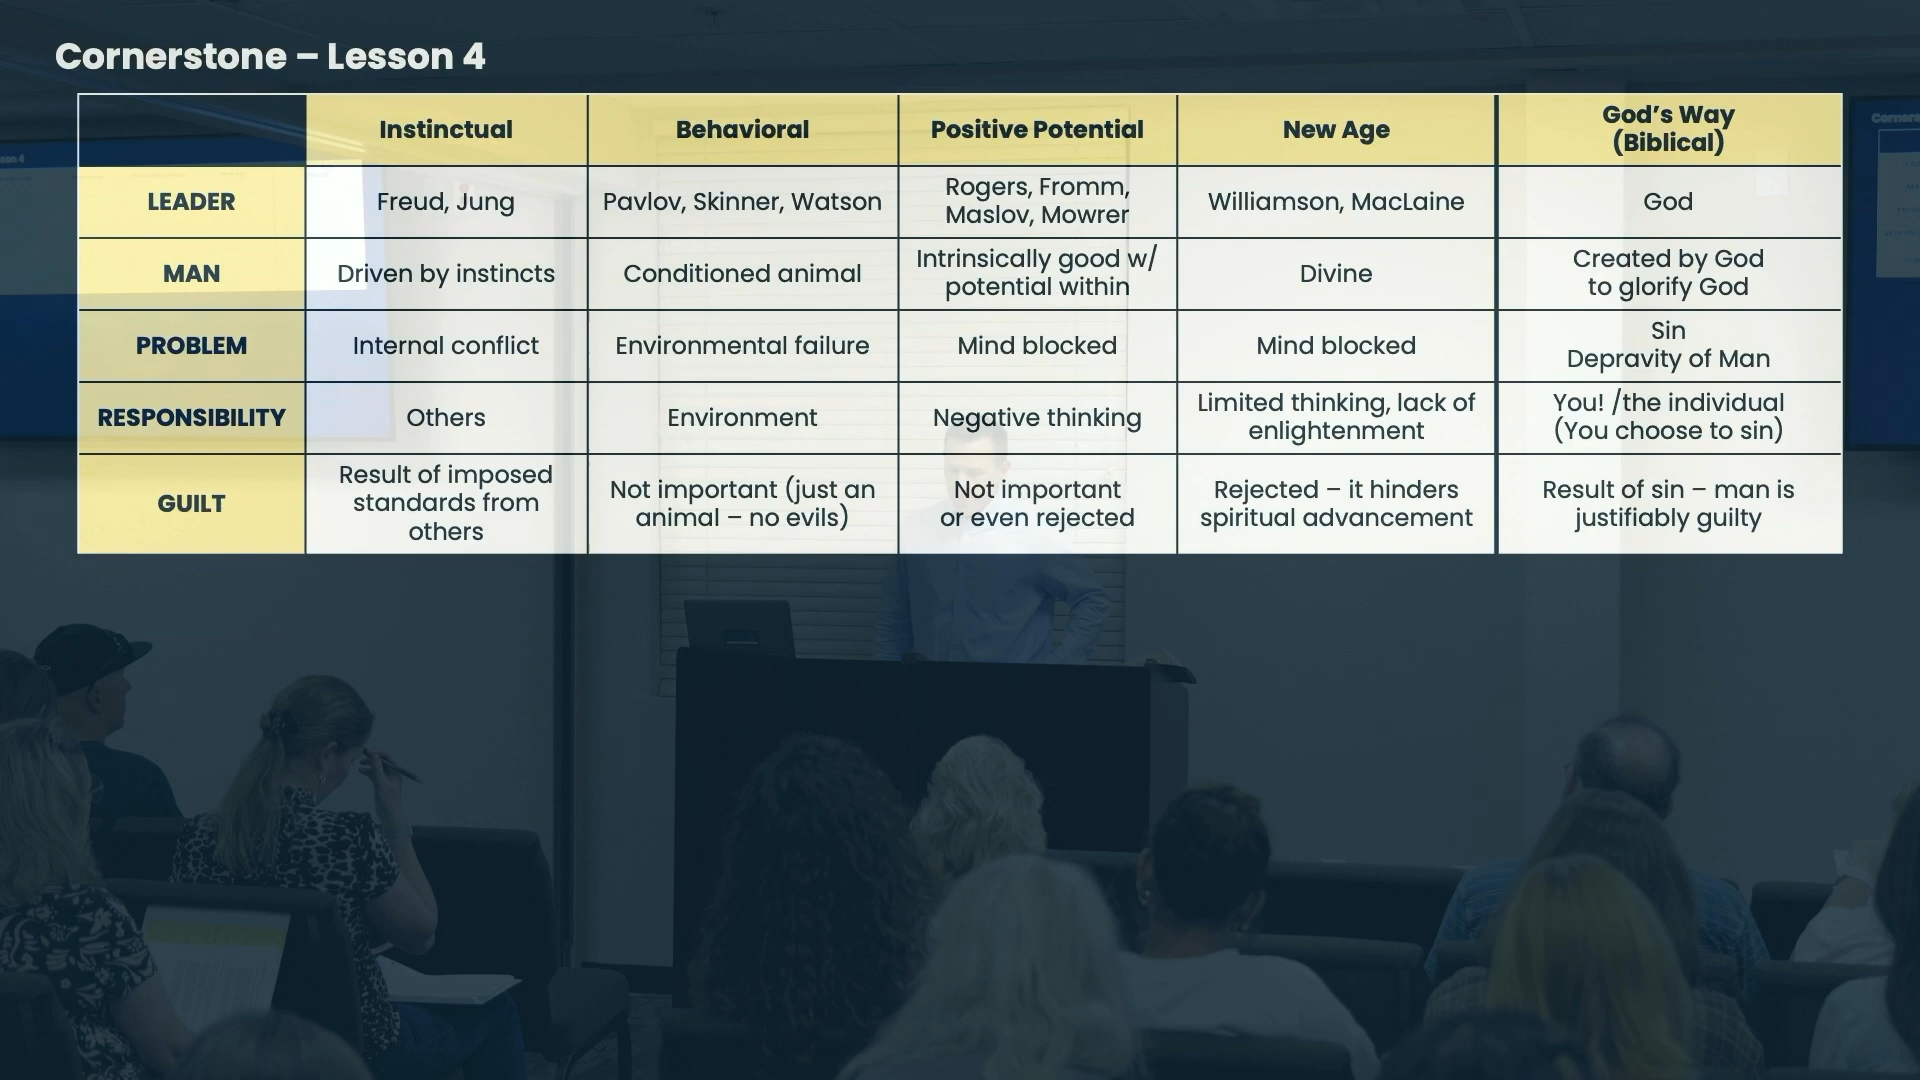 Cornerstone – Lesson 4
Instinctual
Behavioral
Positive Potential
New Age
God’s Way
(Biblical)
LEADER
Freud, Jung
Pavlov, Skinner, Watson
Rogers, Fromm,
Maslov, Mowrer
Williamson, MacLaine
God
MAN
Driven by instincts
Conditioned animal
Intrinsically good w/
potential within
Divine
Created by God
to glorify God
PROBLEM
Internal conflict
Environmental failure
Mind blocked
Mind blocked
Sin
Depravity of Man
RESPONSIBILITY
Others
Environment
Negative thinking
Limited thinking, lack of
enlightenment
You! /the individual
(You choose to sin)
GUILT
Result of imposed
standards from
others
Not important (just an
animal – no evils)
Not important
or even rejected
Rejected – it hinders
spiritual advancement
Result of sin – man is
justifiably guilty